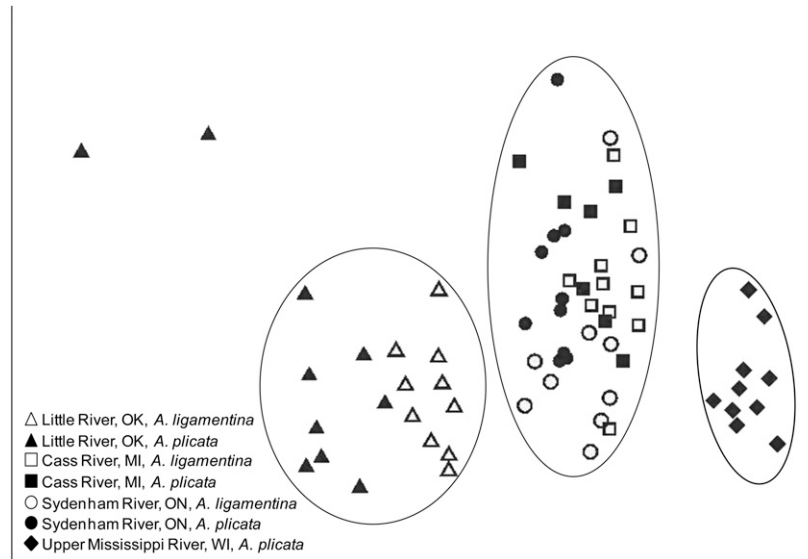 Little River, OK, A. ligamentina
Little River, OK, A. plicata
Cass River, MI, A. ligamentina
Cass River, MI, A. plicata
Sydenham River, ON, A. ligamentina
Sydenham River, ON, A. plicata
Upper Mississippi River, WI, A. plicata